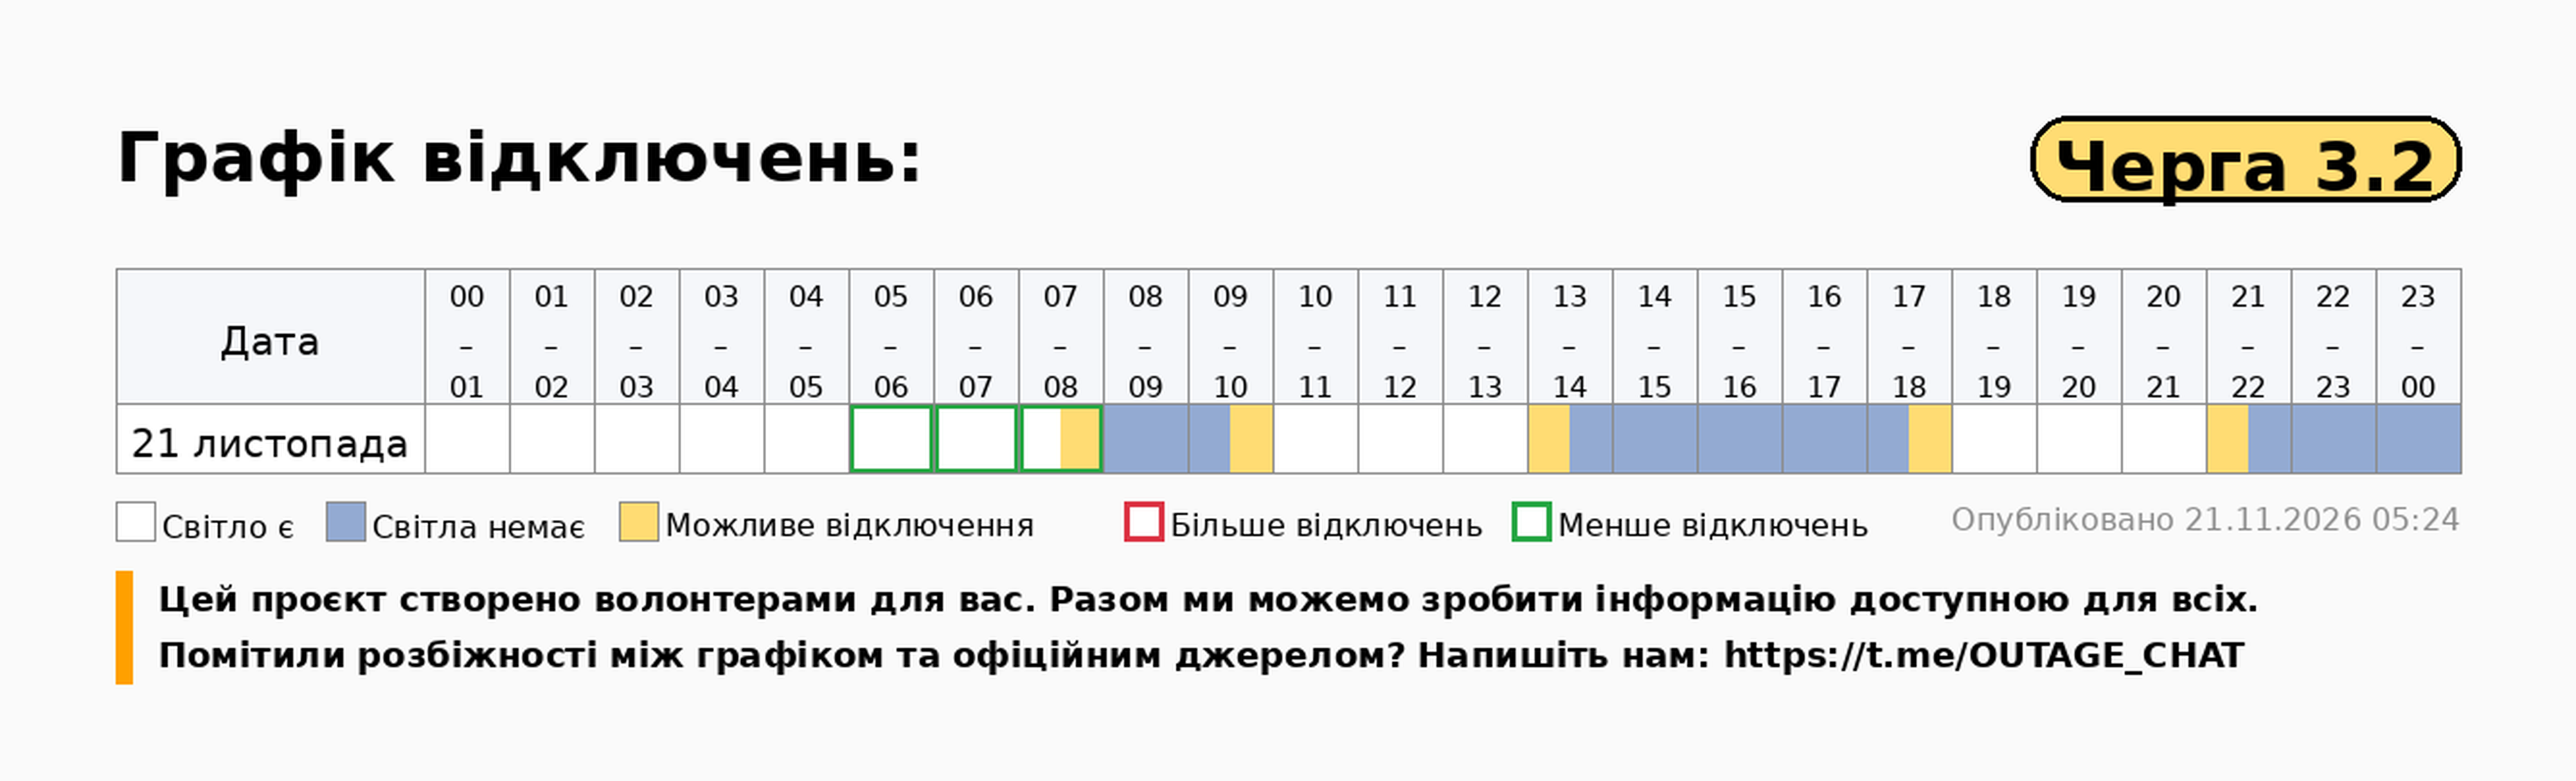 Графік відключень:
Черга 3.2
Дата
00 – 01
01 – 02
02 – 03
03 – 04
04 – 05
05 – 06
06 – 07
07 – 08
08 – 09
09 – 10
10 – 11
11 – 12
12 – 13
13 – 14
14 – 15
15 – 16
16 – 17
17 – 18
18 – 19
19 – 20
20 – 21
21 – 22
22 – 23
23 – 00
21 листопада
Світло є
Світла немає
Можливе відключення
Більше відключень
Менше відключень
Опубліковано 21.11.2026 05:24
Цей проєкт створено волонтерами для вас. Разом ми можемо зробити інформацію доступною для всіх.
Помітили розбіжності між графіком та офіційним джерелом? Напишіть нам: https://t.me/OUTAGE_CHAT